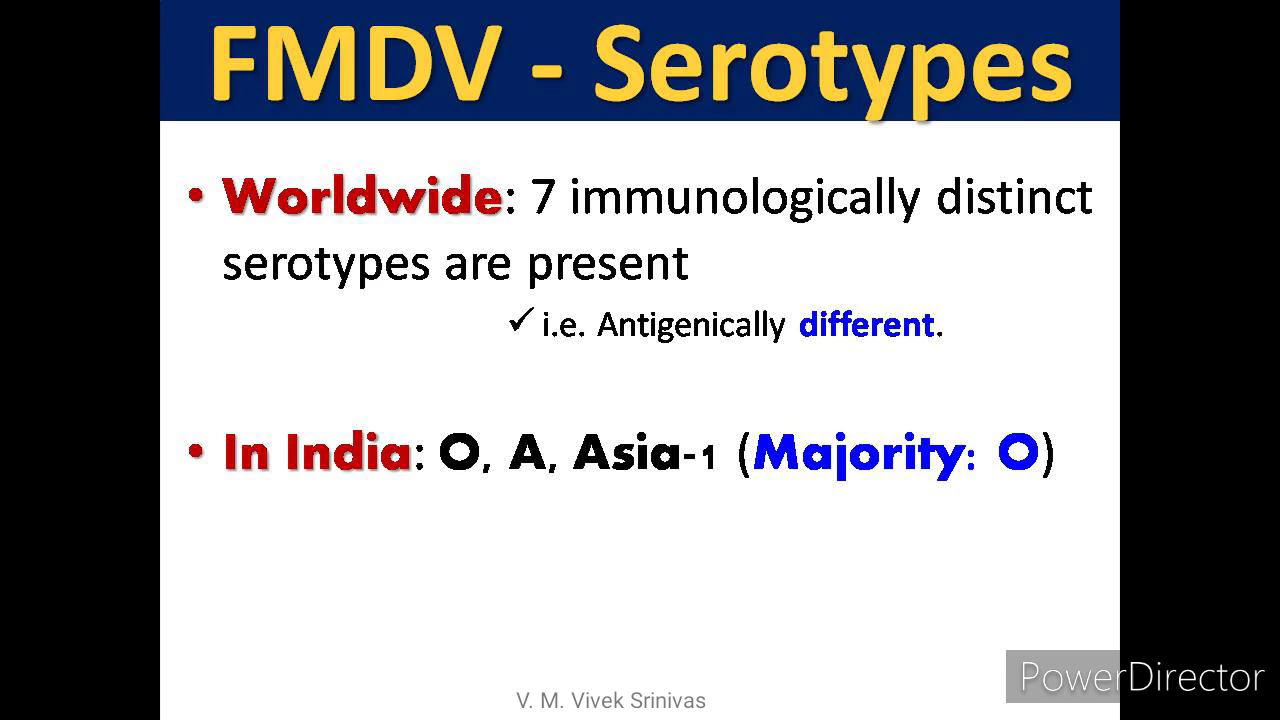 FMDV - Serotypes
• Worldwide: 7 immunologically distinct
serotypes are present
✓ i.e. Antigenically different.
• In India: O, A, Asia-1 (Majority: O)
V. M. Vivek Srinivas
PowerDirector